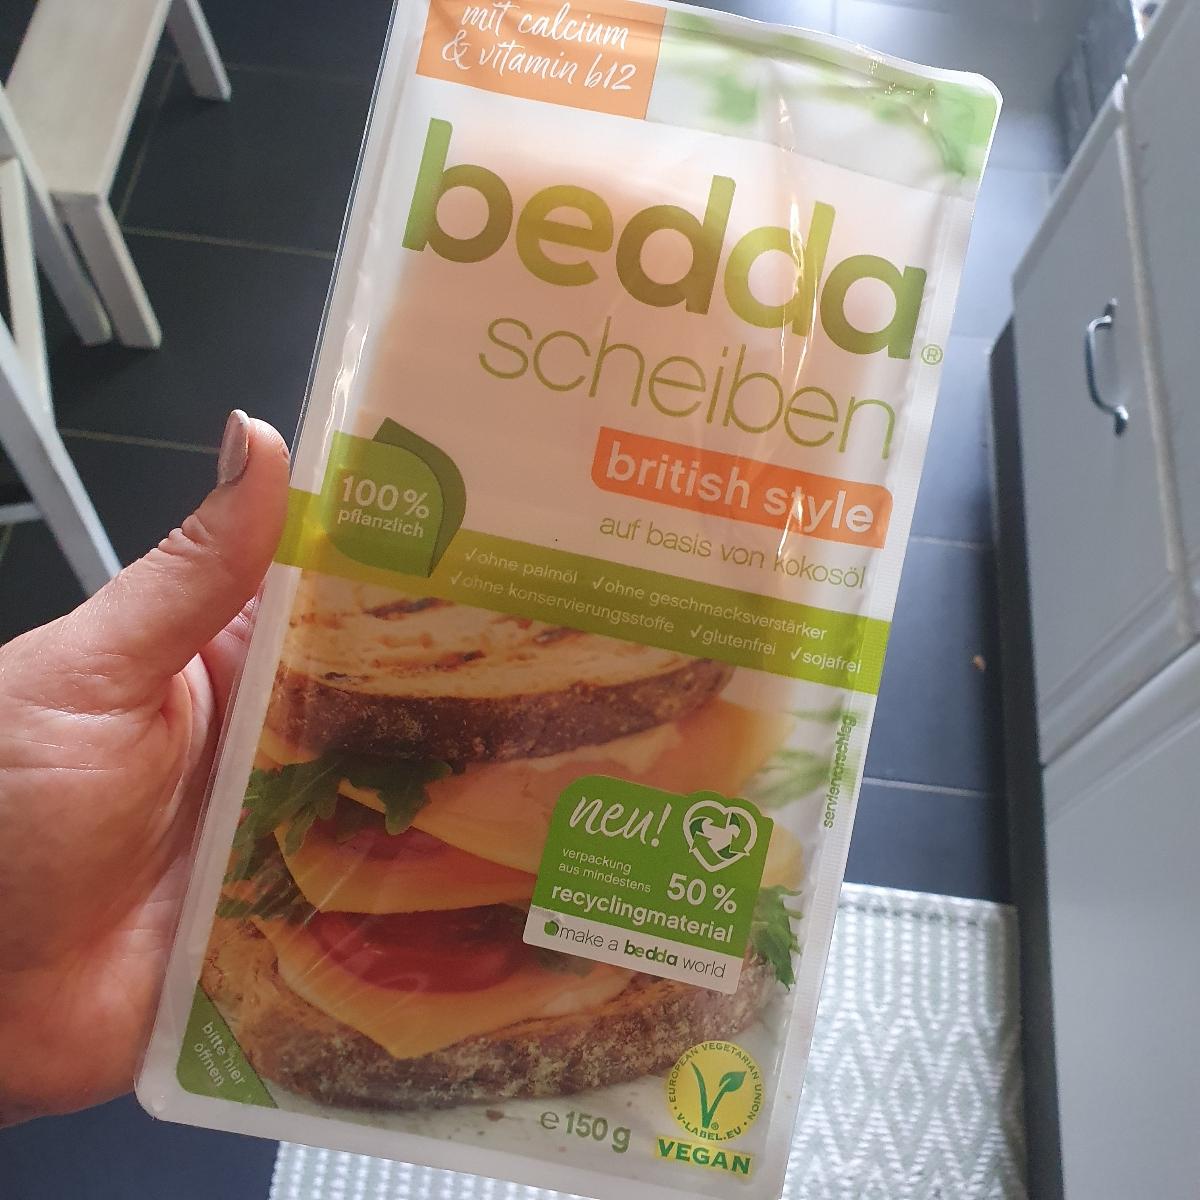 mit calcium
& vitamin b12
bedda®
scheiben
british style
auf basis von kokosöl
100%
pflanzlich
✓ohne palmöl ✓ohne geschmacksverstärker
✓ohne konservierungsstoffe ✓glutenfrei ✓sojafrei
serviervorschlag
neu!
verpackung
aus mindestens 50%
recyclingmaterial
make a bedda world
bitte hier
öffnen
e 150g
EUROPEAN VEGETARIAN UNION
V-LABEL.EU
VEGAN